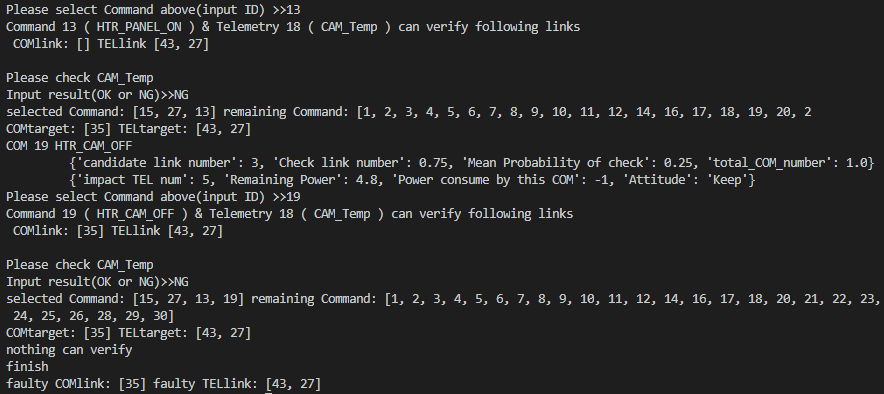 Please select Command above(input ID) >>13
Command 13 ( HTR_PANEL_ON ) & Telemetry 18 ( CAM_Temp ) can verify following links
COMlink: [] TELlink [43, 27]
Please check CAM_Temp
Input result(OK or NG)>>NG
selected Command: [15, 27, 13] remaining Command: [1, 2, 3, 4, 5, 6, 7, 8, 9, 10, 11, 12, 14, 16, 17, 18, 19, 20, 2
COMtarget: [35] TELtarget: [43, 27]
COM 19 HTR_CAM_OFF
{'candidate link number': 3, 'Check link number': 0.75, 'Mean Probability of check': 0.25, 'total_COM_number': 1.0}
{'impact TEL num': 5, 'Remaining Power': 4.8, 'Power consume by this COM': -1, 'Attitude': 'Keep'}
Please select Command above(input ID) >>19
Command 19 ( HTR_CAM_OFF ) & Telemetry 18 ( CAM_Temp ) can verify following links
COMlink: [35] TELlink [43, 27]
Please check CAM_Temp
Input result(OK or NG)>>NG
selected Command: [15, 27, 13, 19] remaining Command: [1, 2, 3, 4, 5, 6, 7, 8, 9, 10, 11, 12, 14, 16, 17, 18, 20, 21, 22, 23,
24, 25, 26, 28, 29, 30]
COMtarget: [35] TELtarget: [43, 27]
nothing can verify
finish
faulty COMlink: [35] faulty TELlink: [43, 27]